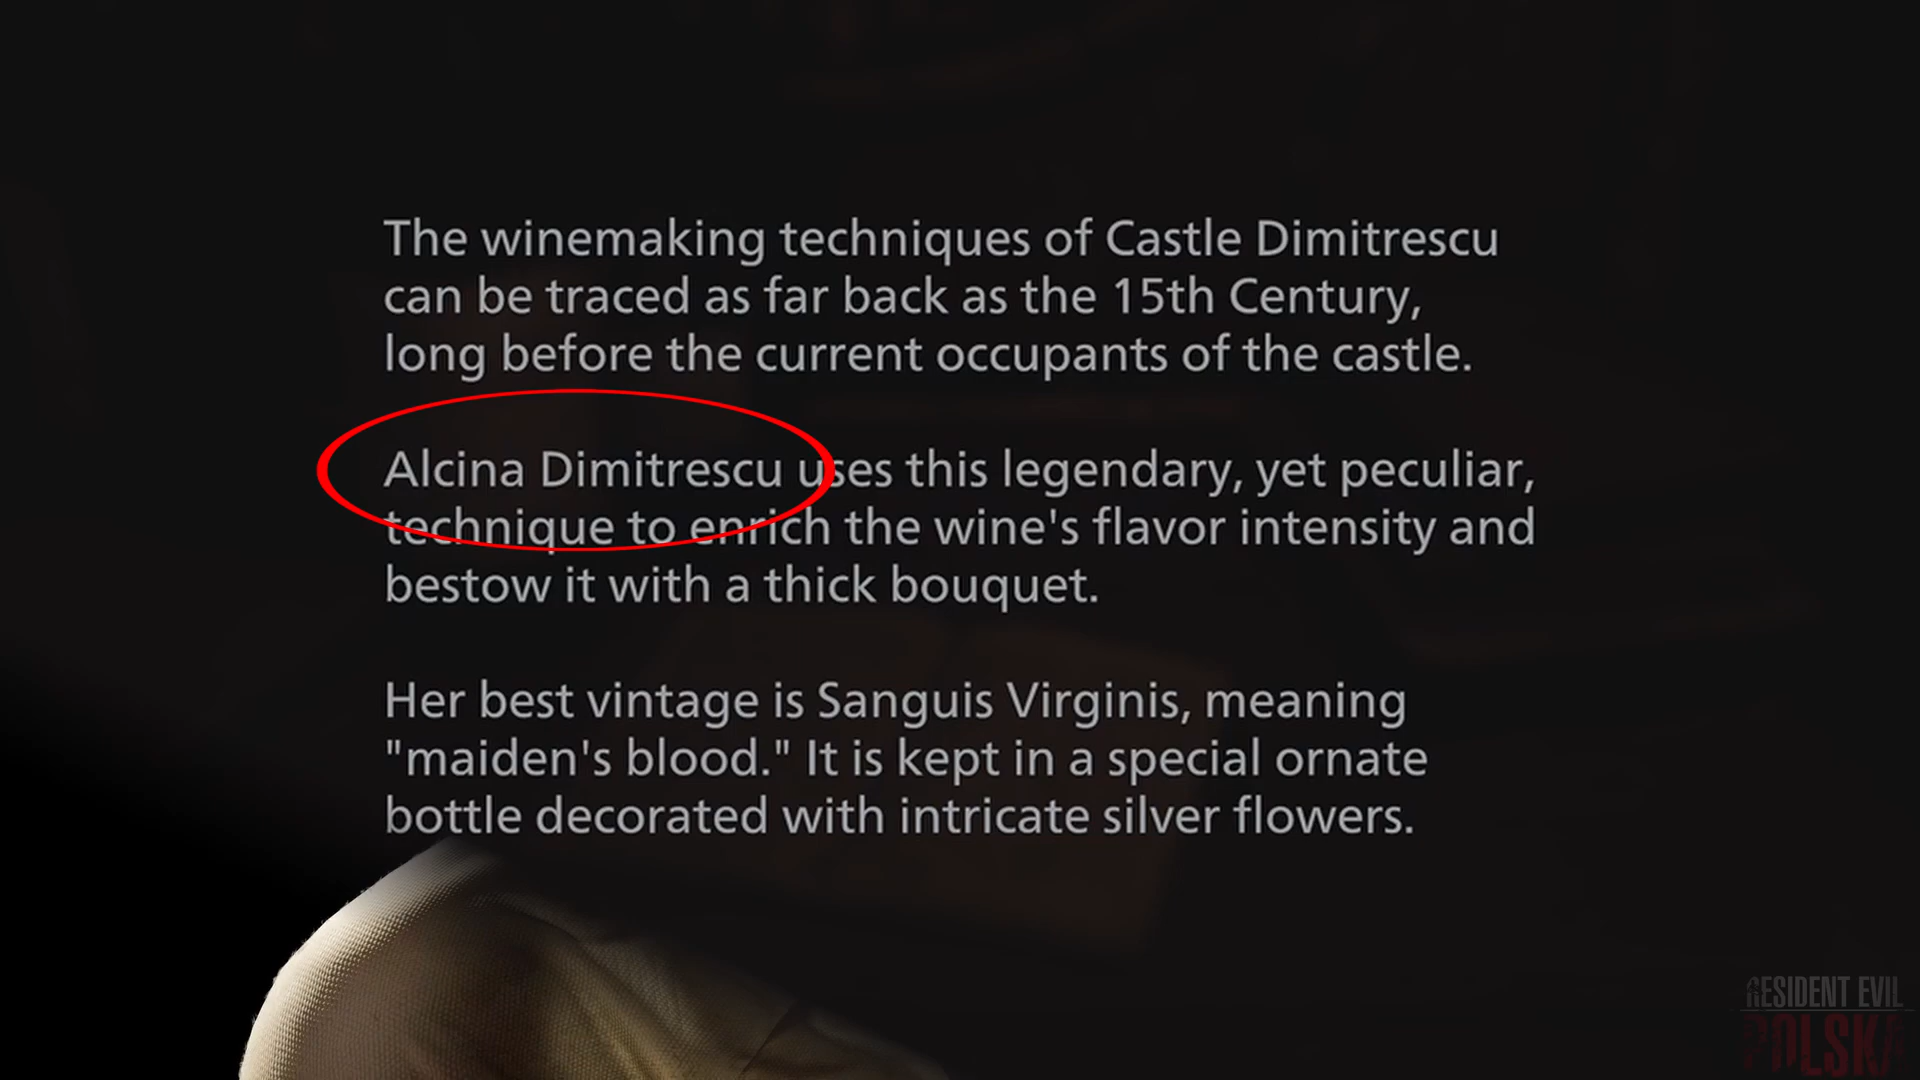 The winemaking techniques of Castle Dimitrescu
can be traced as far back as the 15th Century,
long before the current occupants of the castle.
Alcina Dimitrescu uses this legendary, yet peculiar,
technique to enrich the wine's flavor intensity and
bestow it with a thick bouquet.
Her best vintage is Sanguis Virginis, meaning
"maiden's blood." It is kept in a special ornate
bottle decorated with intricate silver flowers.
RESIDENT EVIL
POLSKA